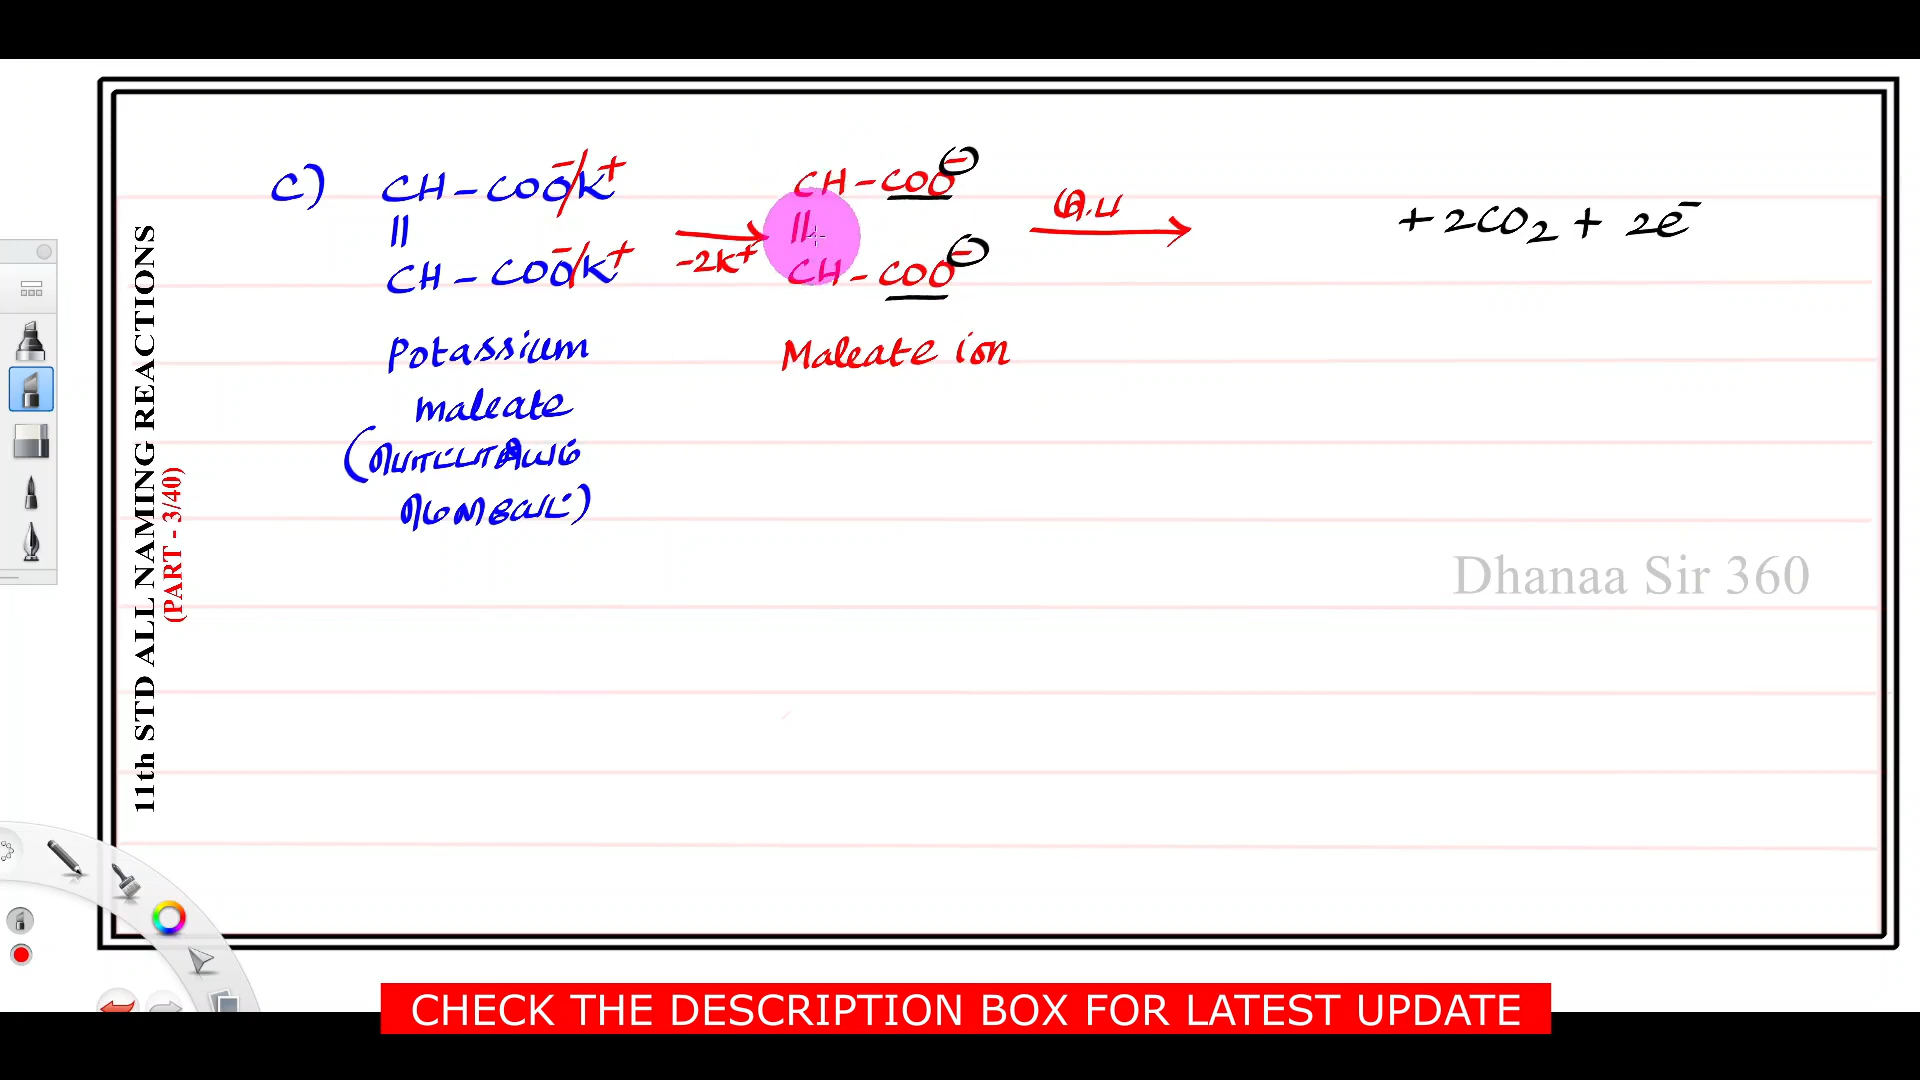 C) CH – COO⁻K⁺
||
CH – COO⁻K⁺
Potassium
maleate
(பொட்டாசியம்
–2K⁺
CH – COO⁻
||
CH – COO⁻
Maleate ion
+ 2CO₂ + 2e⁻
11th STD ALL NAMING REACTIONS
(PART - 3/40)
Dhanaa Sir 360
CHECK THE DESCRIPTION BOX FOR LATEST UPDATE